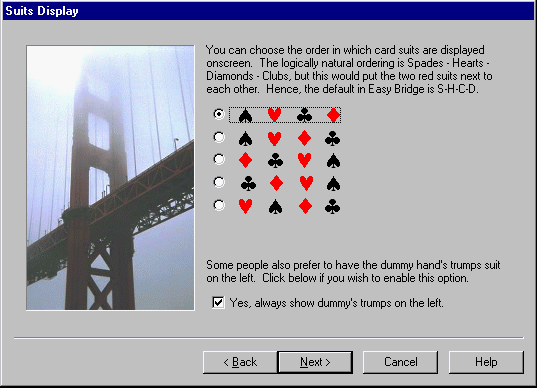 Suits Display
You can choose the order in which card suits are displayed
onscreen. The logically natural ordering is Spades - Hearts -
Diamonds - Clubs, but this would put the two red suits next to
each other. Hence, the default in Easy Bridge is S-H-C-D.
♠ ♥ ♣ ♦
♠ ♥ ♦ ♣
♦ ♣ ♥ ♠
♣ ♦ ♥ ♠
♥ ♠ ♦ ♣
Some people also prefer to have the dummy hand's trumps suit
on the left. Click below if you wish to enable this option.
Yes, always show dummy's trumps on the left.
< Back Next > Cancel Help